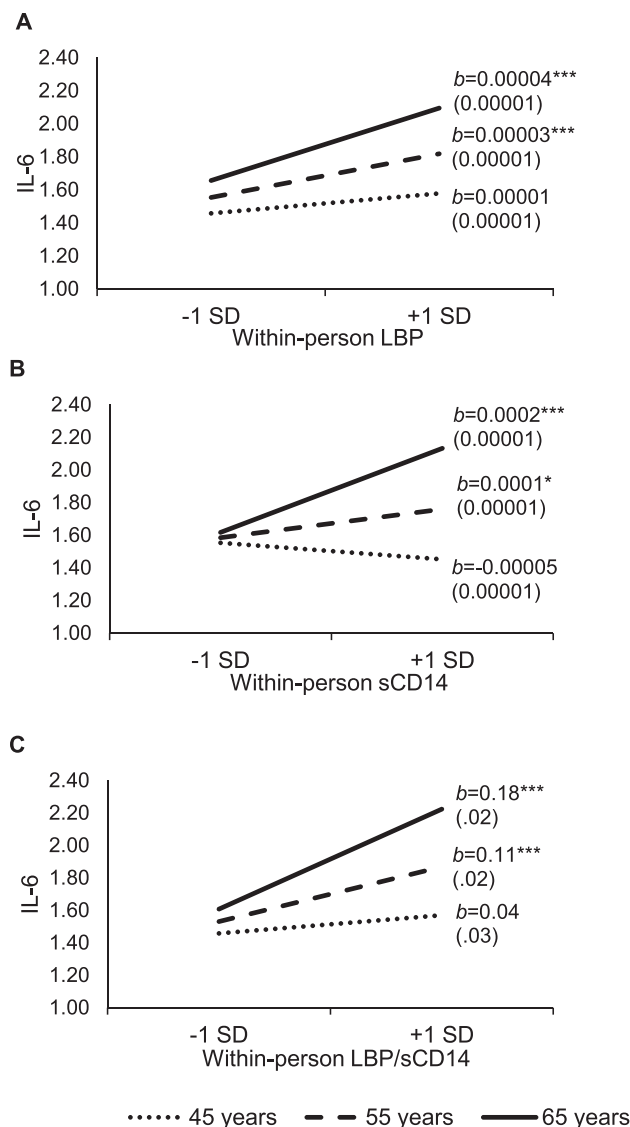 A
2.40
2.20
2.00
1.80
1.60
1.40
1.20
1.00
IL-6
b=0.00004***
(0.00001)
b=0.00003***
(0.00001)
b=0.00001
(0.00001)
-1 SD
+1 SD
Within-person LBP
B
2.40
2.20
2.00
1.80
1.60
1.40
1.20
1.00
IL-6
b=0.0002***
(0.00001)
b=0.0001*
(0.00001)
b=-0.00005
(0.00001)
-1 SD
+1 SD
Within-person sCD14
C
2.40
2.20
2.00
1.80
1.60
1.40
1.20
1.00
IL-6
b=0.18***
(.02)
b=0.11***
(.02)
b=0.04
(.03)
-1 SD
+1 SD
Within-person LBP/sCD14
45 years 55 years 65 years